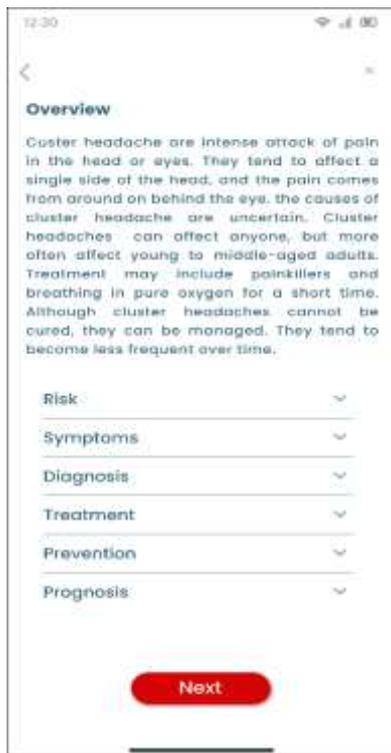 12:30
Overview
Custer headache are intense attack of pain
in the head or eyes. They tend to affect a
single side of the head, and the pain comes
from around on behind the eye. the causes of
cluster headache are uncertain. Cluster
headaches can affect anyone, but more
often affect young to middle-aged adults.
Treatment may include painkillers and
breathing in pure oxygen for a short time.
Although cluster headaches cannot be
cured, they can be managed. They tend to
become less frequent over time.
Risk
Symptoms
Diagnosis
Treatment
Prevention
Prognosis
Next